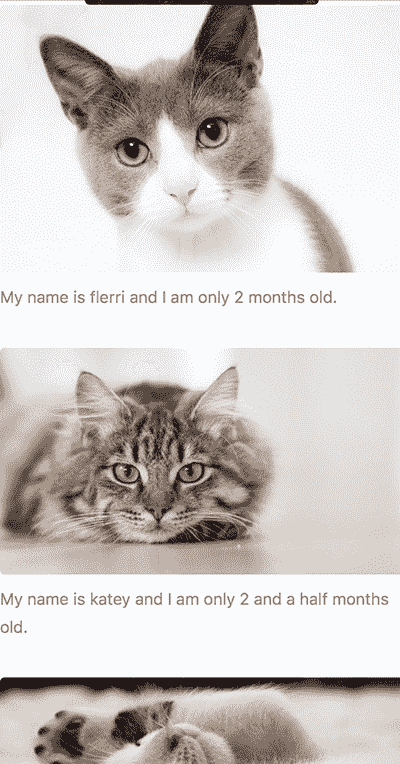 My name is flerri and I am only 2 months old.
My name is katey and I am only 2 and a half months
old.